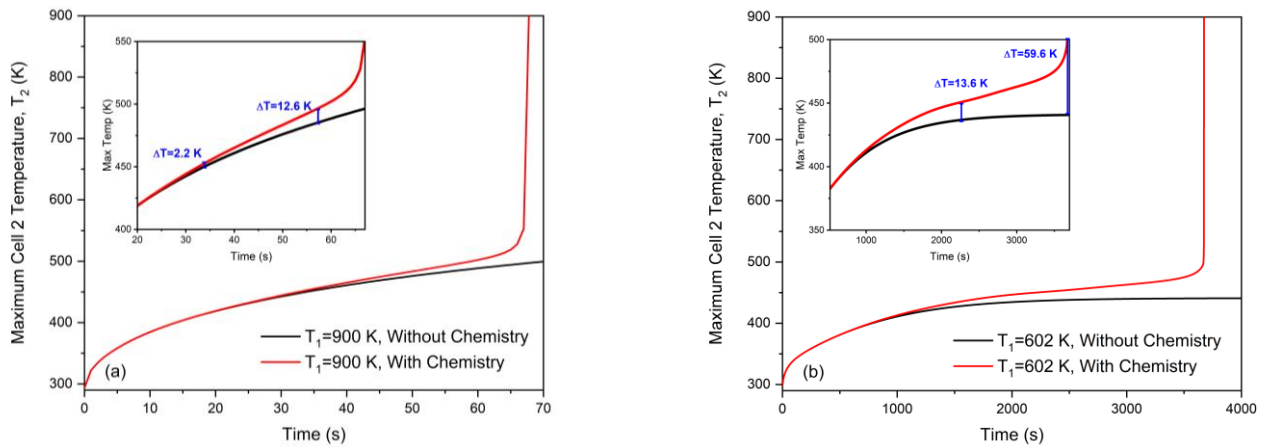 Maximum Cell 2 Temperature, T₂ (K)
900
800
700
600
500
400
300
0
10
20
30
40
50
60
70
Time (s)
(a)
T₁=900 K, Without Chemistry
T₁=900 K, With Chemistry
Max Temp (K)
550
500
450
400
20
30
40
50
60
Time (s)
ΔT=2.2 K
ΔT=12.6 K
Maximum Cell 2 Temperature, T₂ (K)
900
800
700
600
500
400
300
0
1000
2000
3000
4000
Time (s)
(b)
T₁=602 K, Without Chemistry
T₁=602 K, With Chemistry
Max Temp (K)
500
450
400
350
1000
2000
3000
Time (s)
ΔT=13.6 K
ΔT=59.6 K